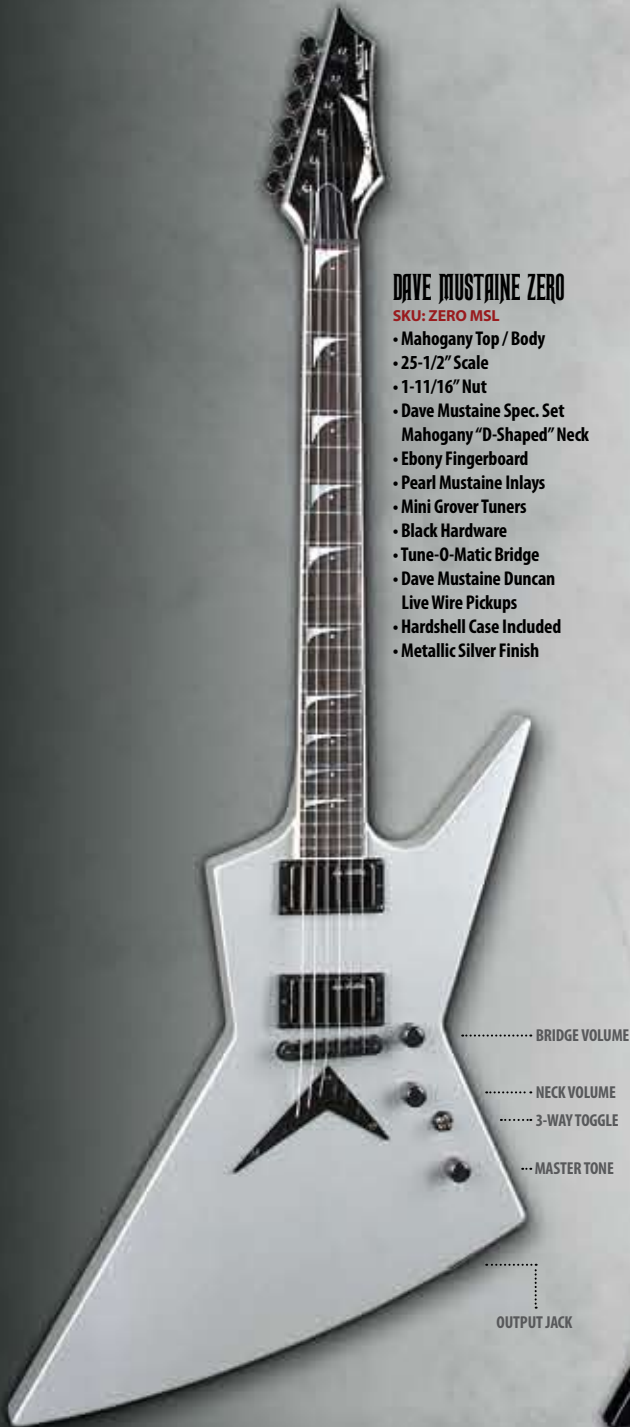 DAVE MUSTAINE ZERO
SKU: ZERO MSL
• Mahogany Top / Body
• 25-1/2” Scale
• 1-11/16” Nut
• Dave Mustaine Spec. Set
Mahogany “D-Shaped” Neck
• Ebony Fingerboard
• Pearl Mustaine Inlays
• Mini Grover Tuners
• Black Hardware
• Tune-O-Matic Bridge
• Dave Mustaine Duncan
Live Wire Pickups
• Hardshell Case Included
• Metallic Silver Finish
BRIDGE VOLUME
NECK VOLUME
3-WAY TOGGLE
MASTER TONE
OUTPUT JACK